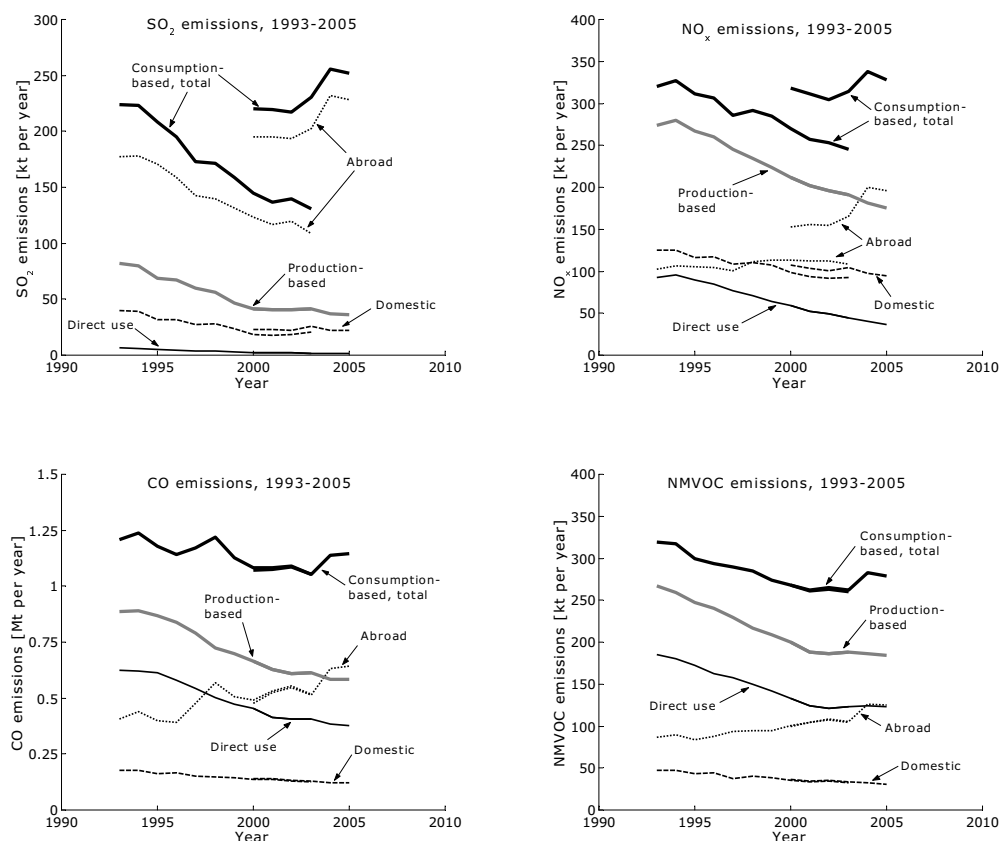 SO2 emissions, 1993-2005
SO2 emissions [kt per year]
300
250
200
150
100
50
0
1990
1995
2000
2005
2010
Year
Consumption-
based, total
Abroad
Production-
based
Domestic
Direct use
NOx emissions, 1993-2005
NOx emissions [kt per year]
400
350
300
250
200
150
100
50
0
1990
1995
2000
2005
2010
Year
Consumption-
based, total
Production-
based
Abroad
Domestic
Direct use
CO emissions, 1993-2005
CO emissions [Mt per year]
1.5
1.25
1
0.75
0.5
0.25
0
1990
1995
2000
2005
2010
Year
Consumption-
based, total
Production-
based
Abroad
Direct use
Domestic
NMVOC emissions, 1993-2005
NMVOC emissions [kt per year]
400
350
300
250
200
150
100
50
0
1990
1995
2000
2005
2010
Year
Consumption-
based, total
Production-
based
Direct use
Abroad
Domestic